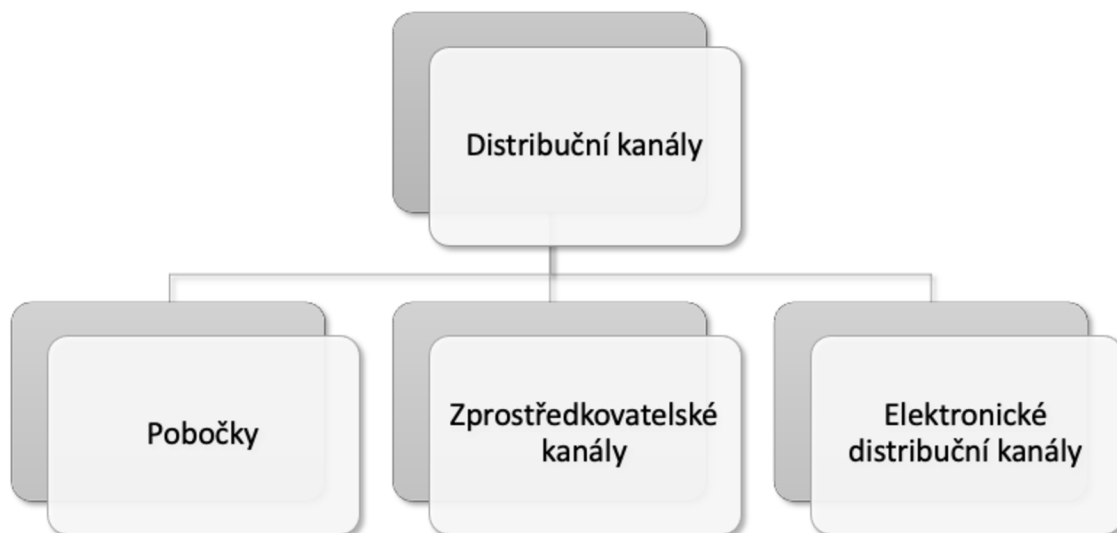 Distribuční kanály
Pobočky
Zprostředkovatelské
kanály
Elektronické
distribuční kanály